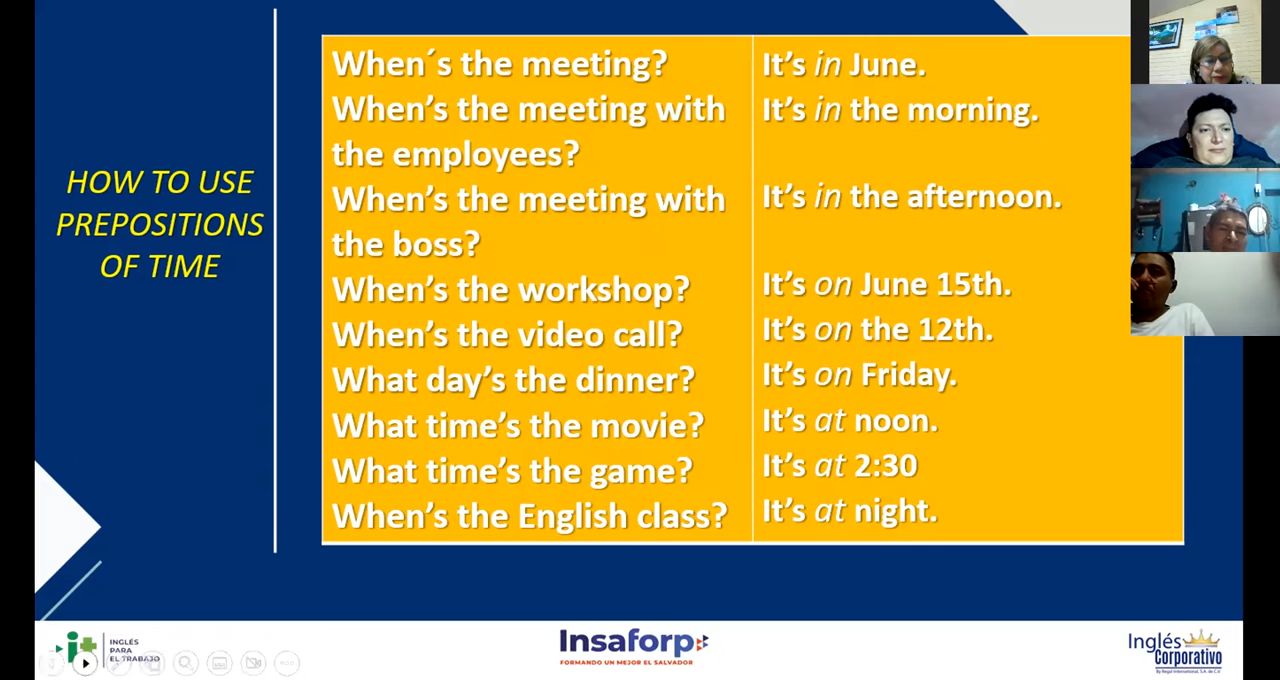 HOW TO USE
PREPOSITIONS
OF TIME
When´s the meeting?
When’s the meeting with
the employees?
When’s the meeting with
the boss?
When’s the workshop?
When’s the video call?
What day’s the dinner?
What time’s the movie?
What time’s the game?
When’s the English class?
It’s in June.
It’s in the morning.
It’s in the afternoon.
It’s on June 15th.
It’s on the 12th.
It’s on Friday.
It’s at noon.
It’s at 2:30
It’s at night.
INGLÉS
PARA
EL TRABAJO
Insaforp
FORMANDO UN MEJOR EL SALVADOR
Inglés
Corporativo
By Regal International, S.A. de C.V.